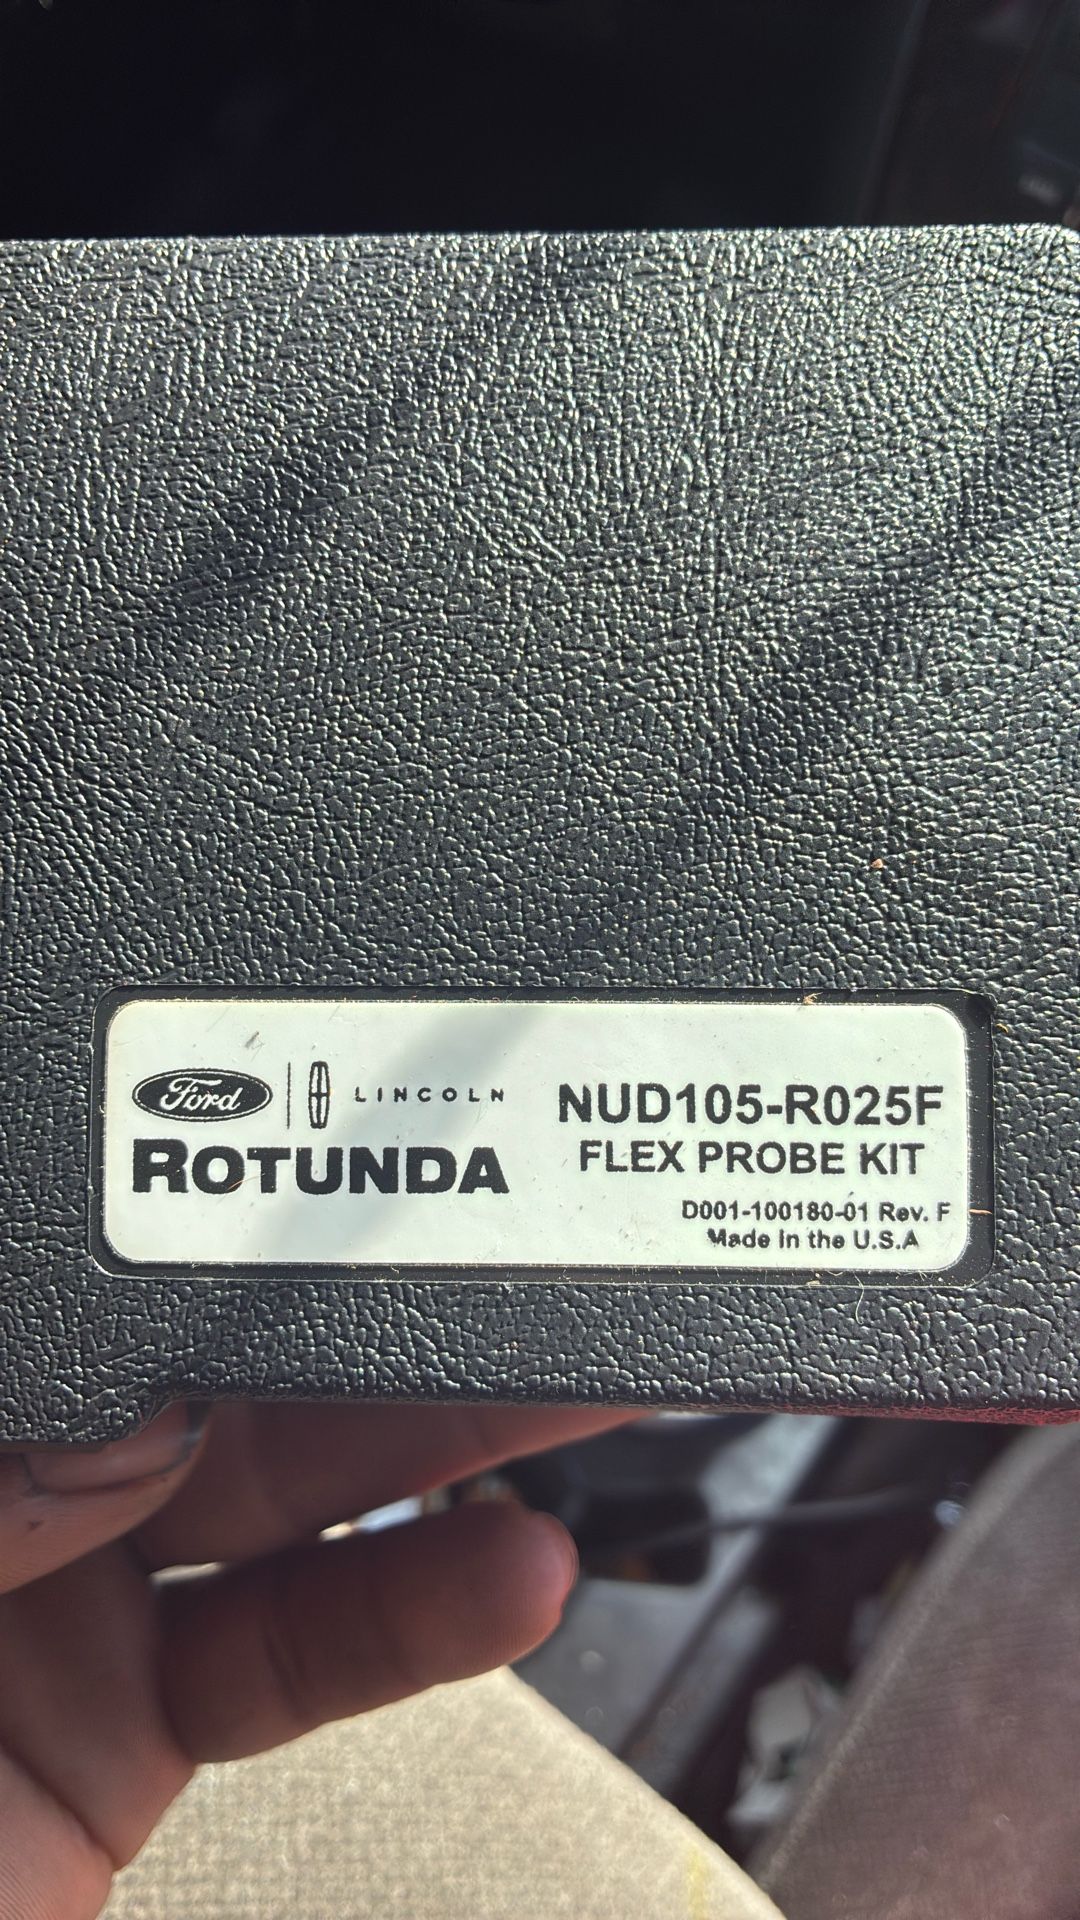 Ford LINCOLN
ROTUNDA
NUD105-R025F
FLEX PROBE KIT
D001-100180-01 Rev. F
Made in the U.S.A